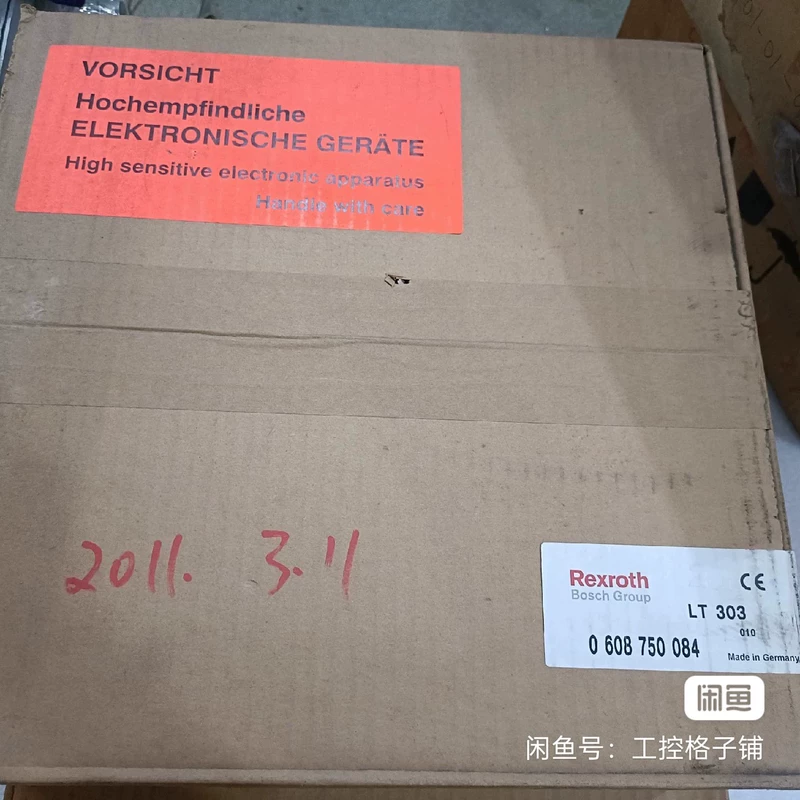 VORSICHT
Hochempfindliche
ELEKTRONISCHE GERÄTE
High sensitive electronic apparatus
Handle with care
2011. 3.11
Rexroth
Bosch Group
CE
LT 303
010
0 608 750 084
Made in Germany
闲鱼
闲鱼号：工控格子铺